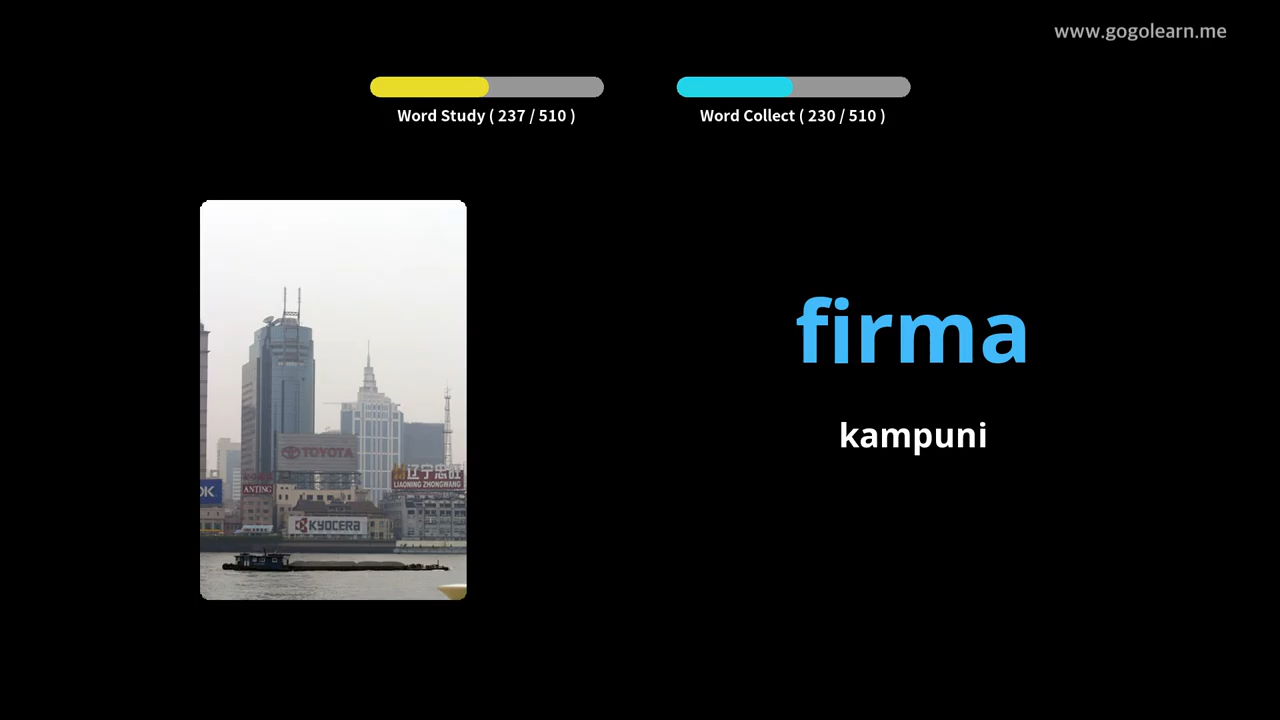 www.gogolearn.me
Word Study ( 237 / 510 )
Word Collect ( 230 / 510 )
firma
kampuni
TOYOTA
辽宁忠旺
LIAONING ZHONGWANG
OK
ANTING
KYOCERA